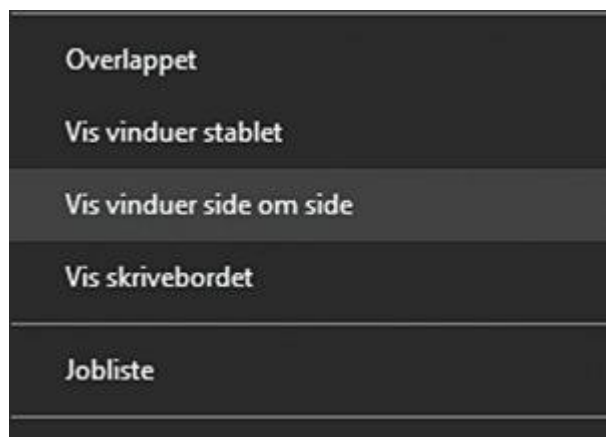 Overlappet
Vis vinduer stablet
Vis vinduer side om side
Vis skrivebordet
Jobliste